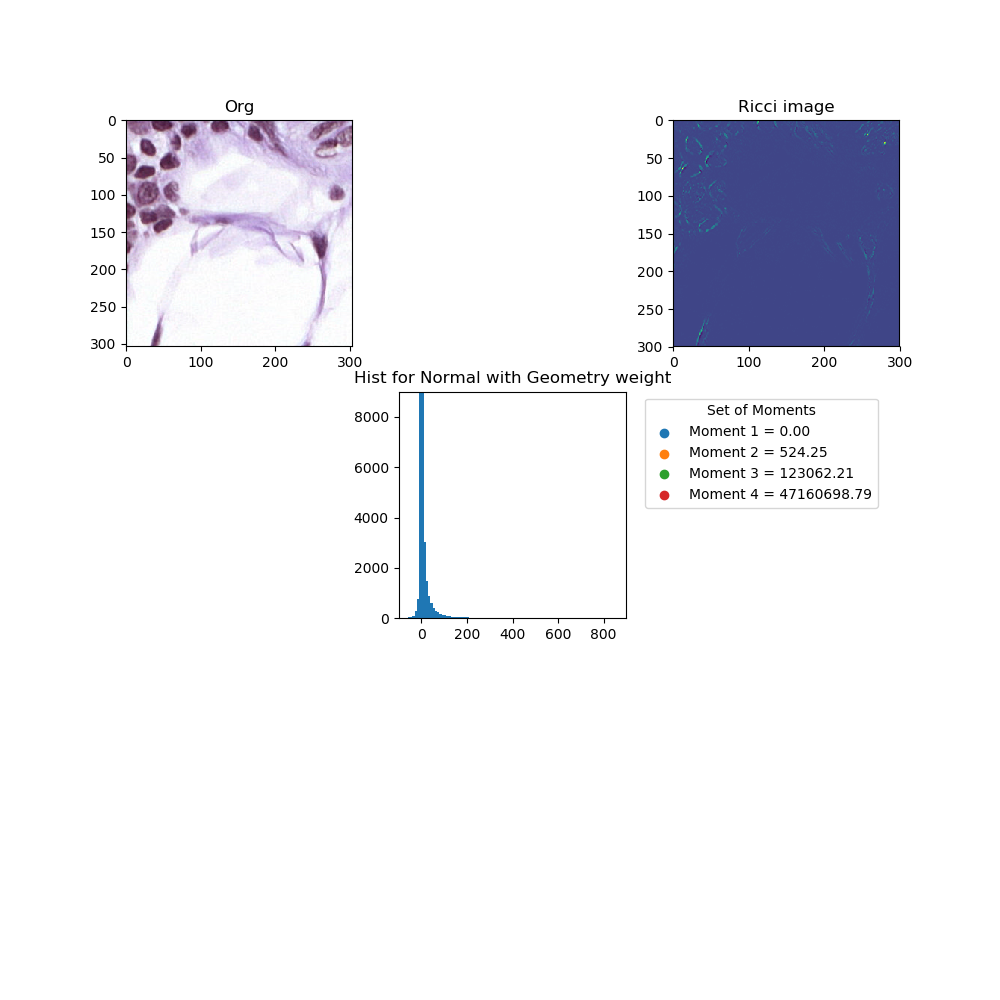 Org
0
50
100
150
200
250
300
0 100 200 300
Ricci image
0
50
100
150
200
250
300
0 100 200 300
Hist for Normal with Geometry weight
8000
6000
4000
2000
0
0 200 400 600 800
Set of Moments
Moment 1 = 0.00
Moment 2 = 524.25
Moment 3 = 123062.21
Moment 4 = 47160698.79